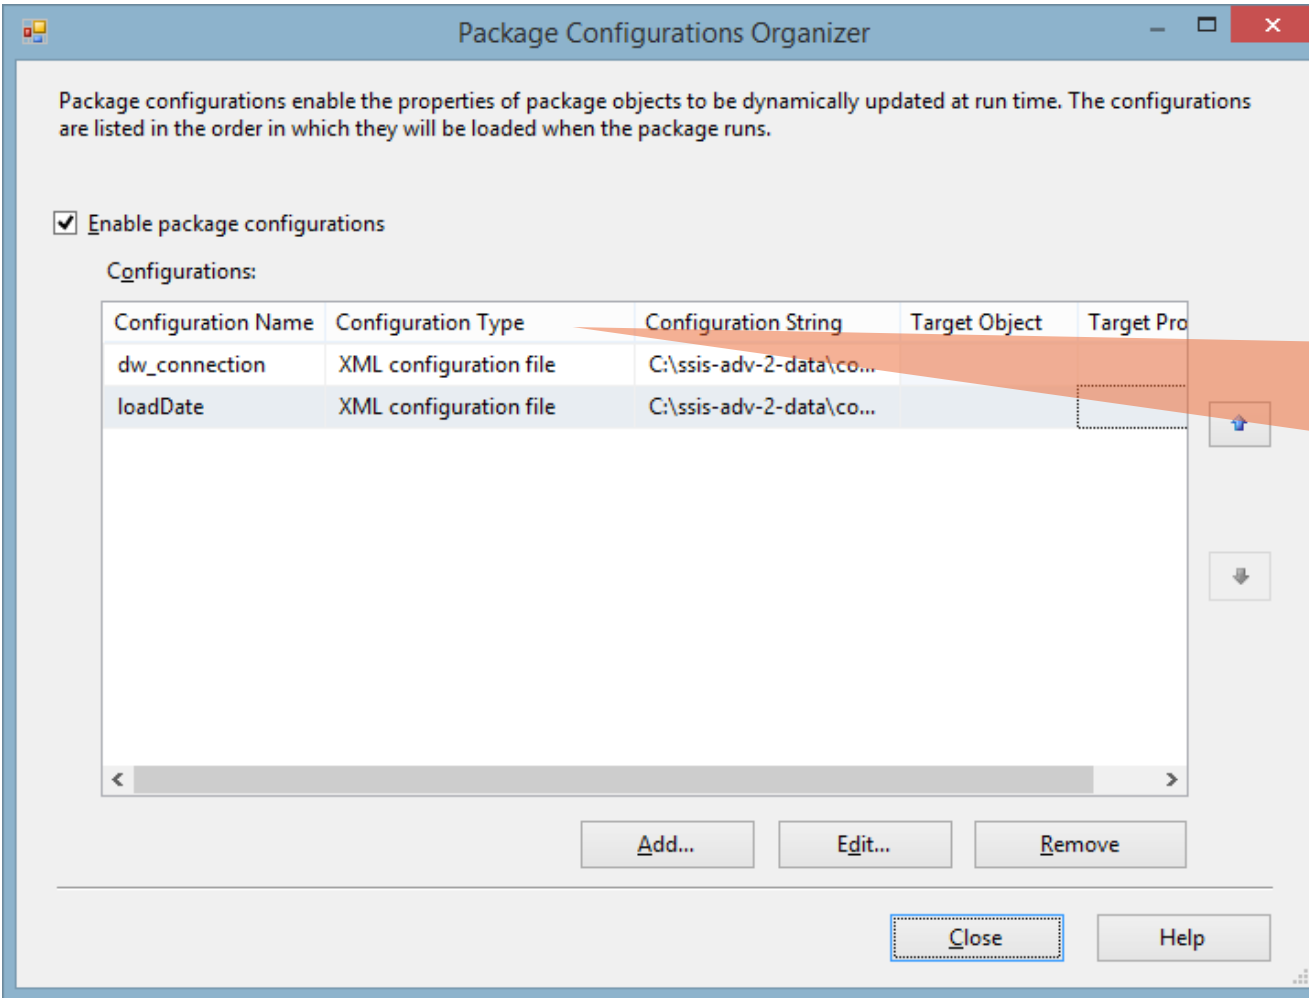 Package Configurations Organizer
Package configurations enable the properties of package objects to be dynamically updated at run time. The configurations
are listed in the order in which they will be loaded when the package runs.
Enable package configurations
Configurations:
Configuration Name Configuration Type Configuration String Target Object Target Pro
dw_connection XML configuration file C:\ssis-adv-2-data\co...
loadDate XML configuration file C:\ssis-adv-2-data\co...
Add... Edit... Remove
Close Help